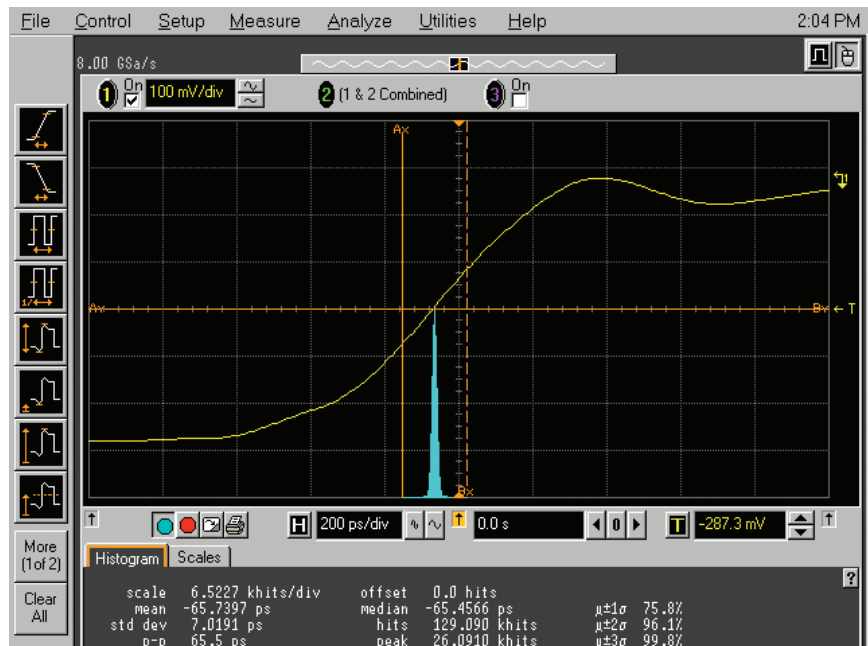 File Control Setup Measure Analyze Utilities Help 2:04 PM
8.00 GSa/s
1 On 100 mV/div 2 (1 & 2 Combined) 3 On
Ax
1
Ay By T
Bx
17
More
(1of 2)
Clear
All
H 200 ps/div 0.0 s 0 T -287.3 mV
Histogram Scales
?
scale 6.5227 khits/div offset 0.0 hits
mean -65.7397 ps median -65.4566 ps µ±1σ 75.8%
std dev 7.0191 ps hits 129.090 khits µ±2σ 96.1%
p-p 65.5 ps peak 26.0910 khits µ±3σ 99.8%